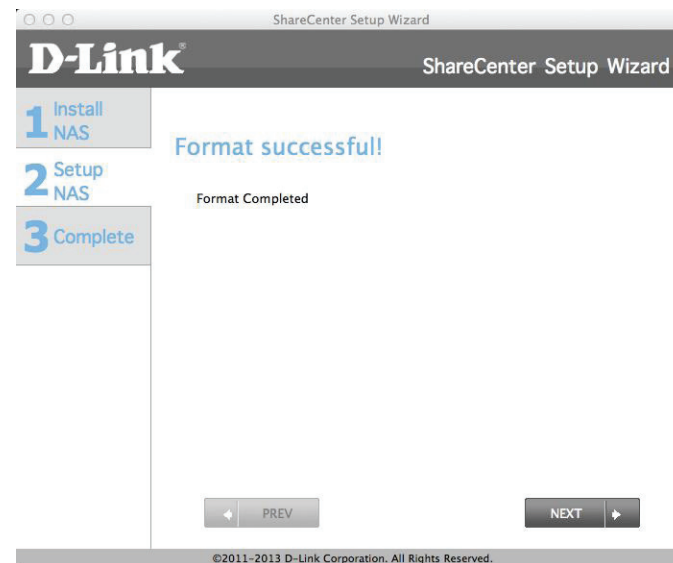 ShareCenter Setup Wizard
D-Link®
ShareCenter Setup Wizard
1 Install
NAS
2 Setup
NAS
3 Complete
Format successful!
Format Completed
PREV
NEXT
©2011-2013 D-Link Corporation. All Rights Reserved.